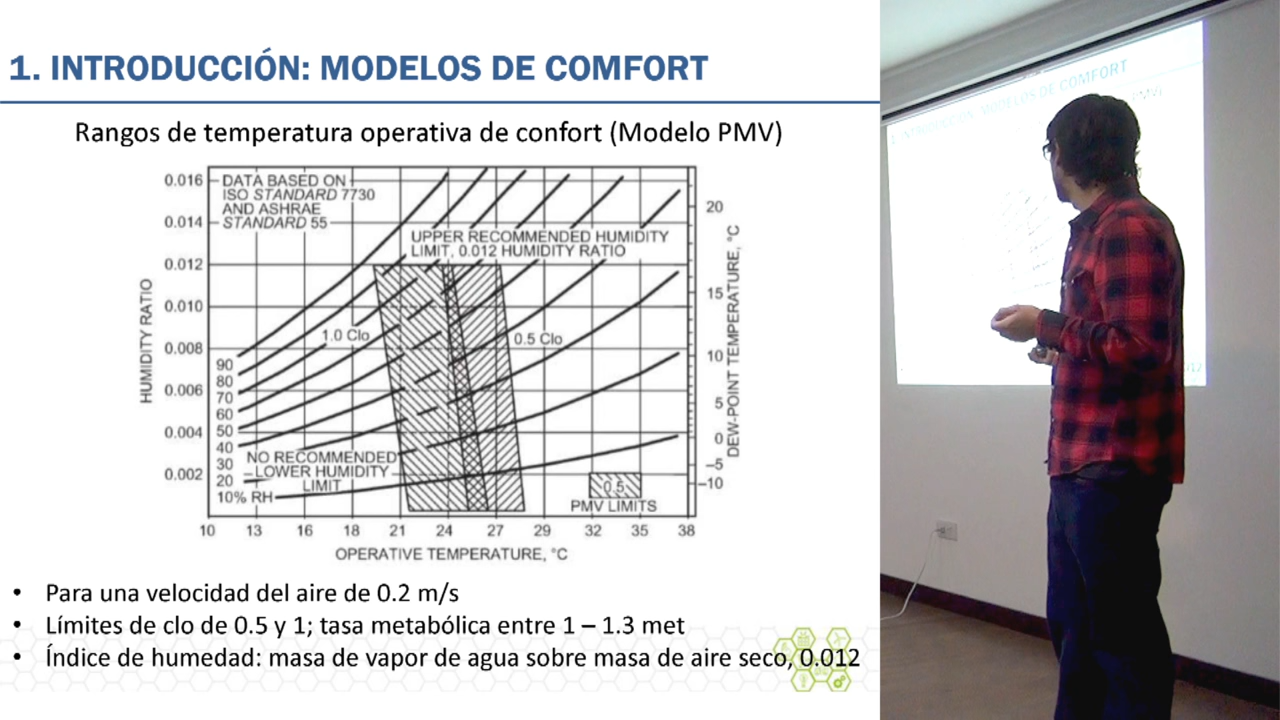 1. INTRODUCCIÓN: MODELOS DE COMFORT
Rangos de temperatura operativa de confort (Modelo PMV)
DATA BASED ON
ISO STANDARD 7730
AND ASHRAE
STANDARD 55
UPPER RECOMMENDED HUMIDITY
LIMIT, 0.012 HUMIDITY RATIO
1.0 Clo
0.5 Clo
HUMIDITY RATIO
0.016
0.014
0.012
0.010
0.008
0.006
0.004
0.002
90
80
70
60
50
40
30
20
10% RH
NO RECOMMENDED
LOWER HUMIDITY
LIMIT
0.5
PMV LIMITS
20
15
10
5
0
–5
–10
DEW-POINT TEMPERATURE, °C
10 13 16 18 21 24 27 29 32 35 38
OPERATIVE TEMPERATURE, °C
• Para una velocidad del aire de 0.2 m/s
• Límites de clo de 0.5 y 1; tasa metabólica entre 1 – 1.3 met
• Índice de humedad: masa de vapor de agua sobre masa de aire seco, 0.012
1. INTRODUCCIÓN: MODELOS DE COMFORT
PMV)